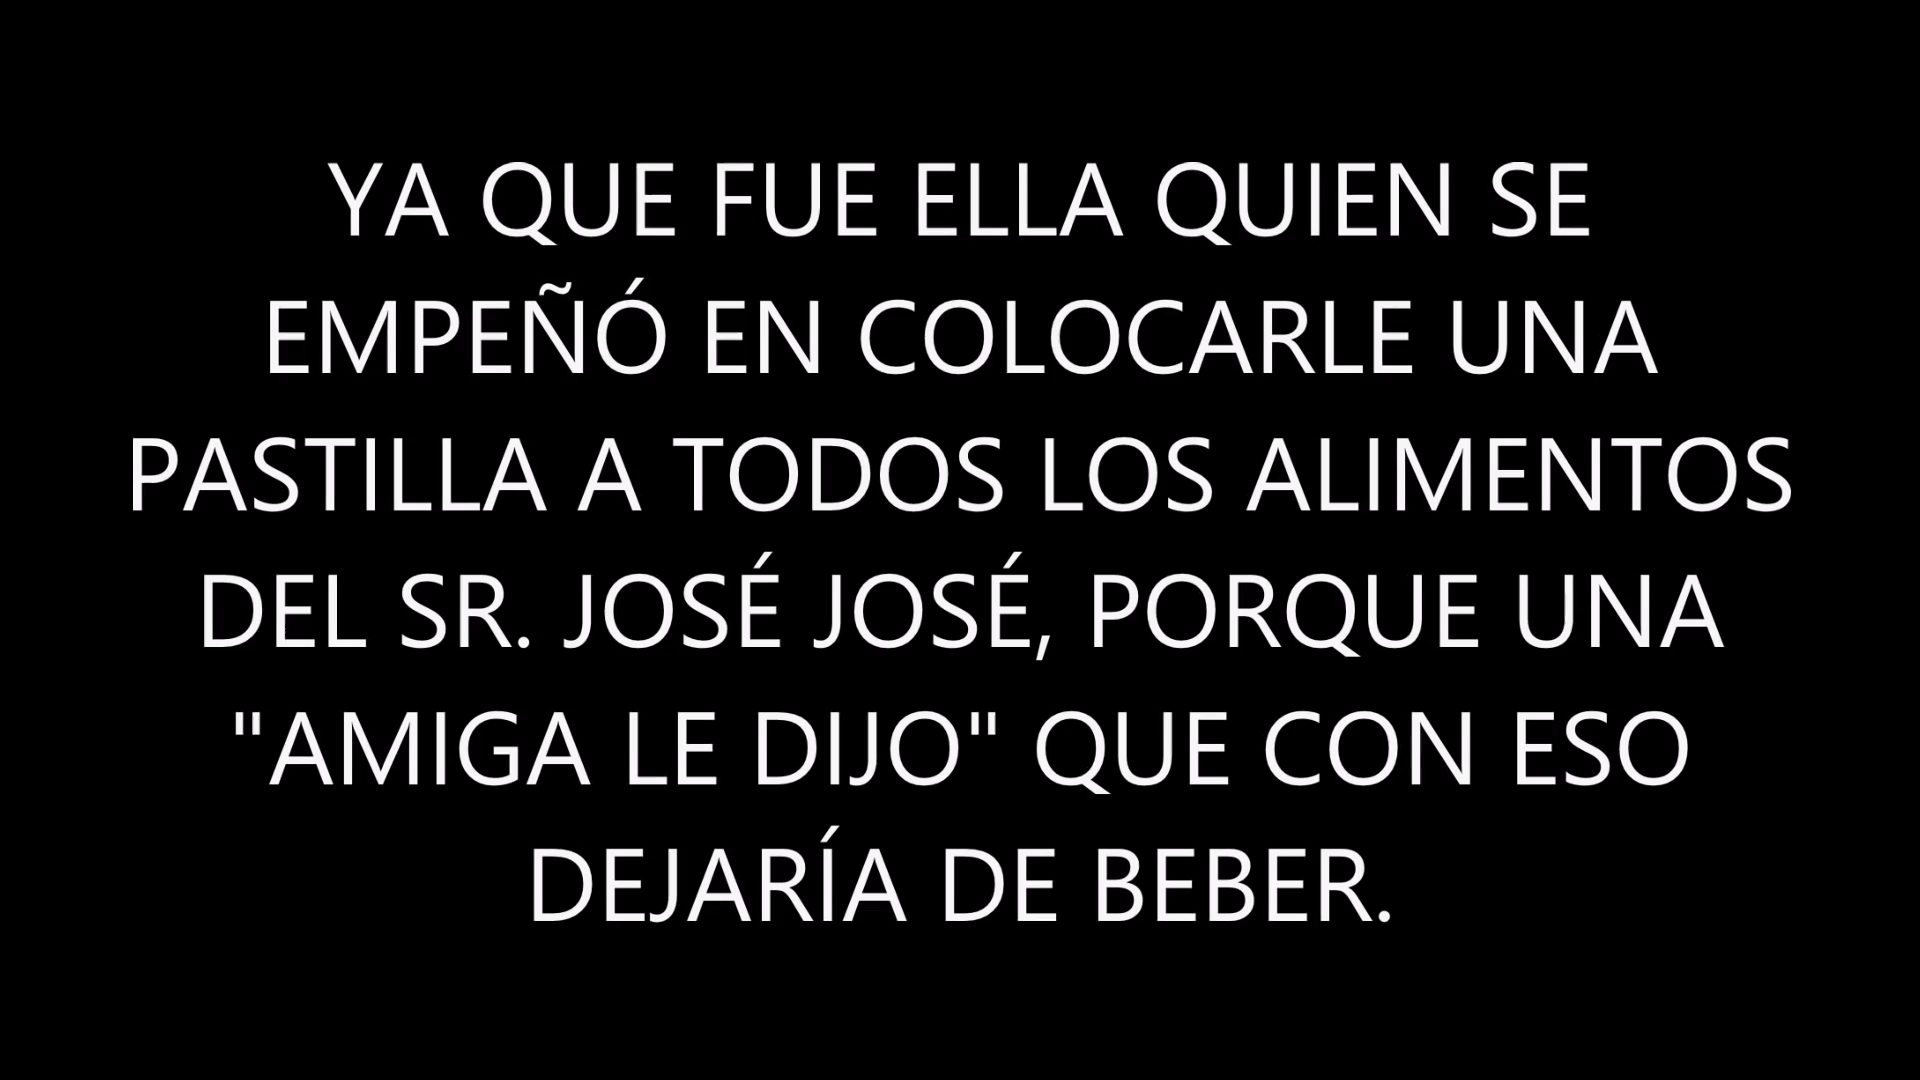 YA QUE FUE ELLA QUIEN SE
EMPEÑÓ EN COLOCARLE UNA
PASTILLA A TODOS LOS ALIMENTOS
DEL SR. JOSÉ JOSÉ, PORQUE UNA
"AMIGA LE DIJO" QUE CON ESO
DEJARÍA DE BEBER.